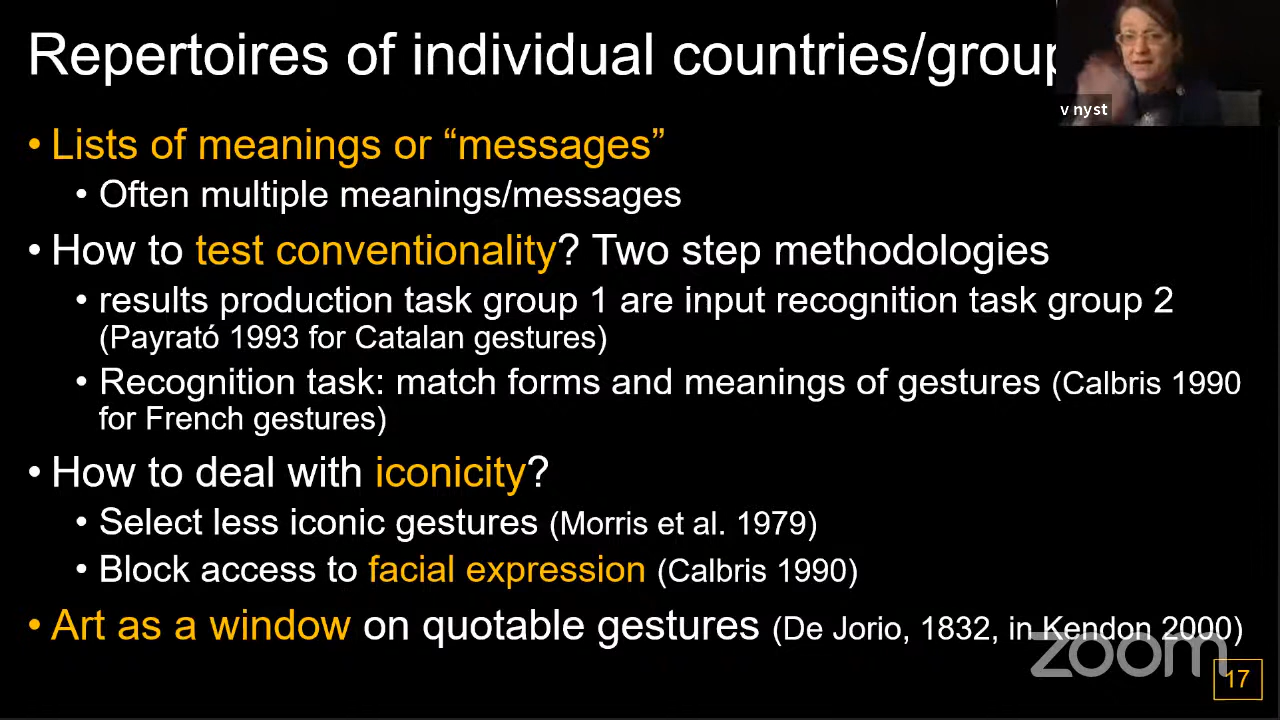 Repertoires of individual countries/group
v nyst
• Lists of meanings or “messages”
• Often multiple meanings/messages
• How to test conventionality? Two step methodologies
• results production task group 1 are input recognition task group 2
(Payrató 1993 for Catalan gestures)
• Recognition task: match forms and meanings of gestures (Calbris 1990
for French gestures)
• How to deal with iconicity?
• Select less iconic gestures (Morris et al. 1979)
• Block access to facial expression (Calbris 1990)
• Art as a window on quotable gestures (De Jorio, 1832, in Kendon 2000)
zoom
17